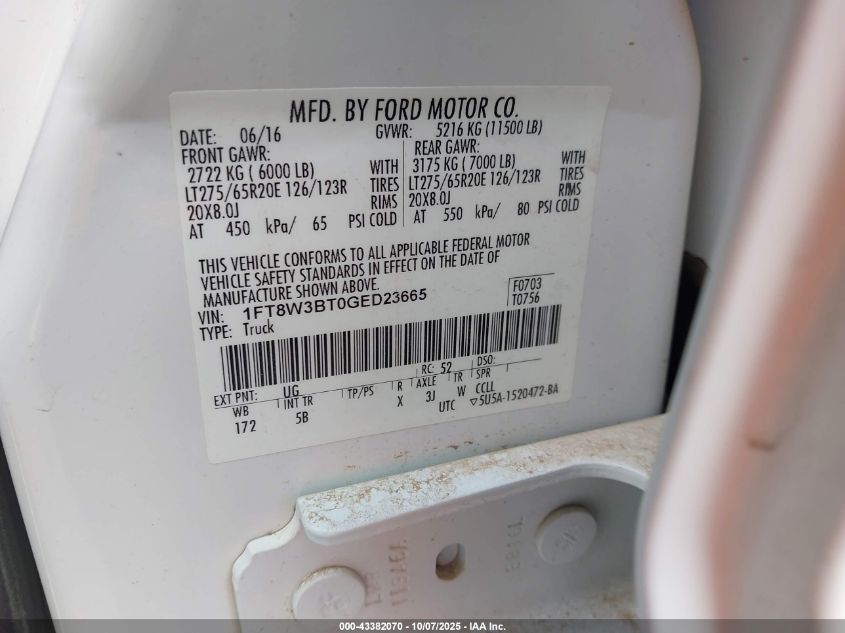 MFD. BY FORD MOTOR CO.
DATE: 06/16 GVWR: 5216 KG (11500 LB)
FRONT GAWR: REAR GAWR:
2722 KG ( 6000 LB) WITH 3175 KG ( 7000 LB) WITH
LT275/65R20E 126/123R TIRES LT275/65R20E 126/123R TIRES
20X8.0J RIMS 20X8.0J RIMS
AT 450 kPa/ 65 PSI COLD AT 550 kPa/ 80 PSI COLD
THIS VEHICLE CONFORMS TO ALL APPLICABLE FEDERAL MOTOR
VEHICLE SAFETY STANDARDS IN EFFECT ON THE DATE OF
MANUFACTURE SHOWN ABOVE.
F0703
VIN: 1FT8W3BT0GED23665 T0756
TYPE: Truck
EXT PNT: UG RC: 52 DSO:
WB INT TR TP/PS R AXLE TR SPR
172 5B X 3J W CCLL
UTC ▽5U5A-1520472-BA
000-43382070 - 10/07/2025 - IAA Inc.